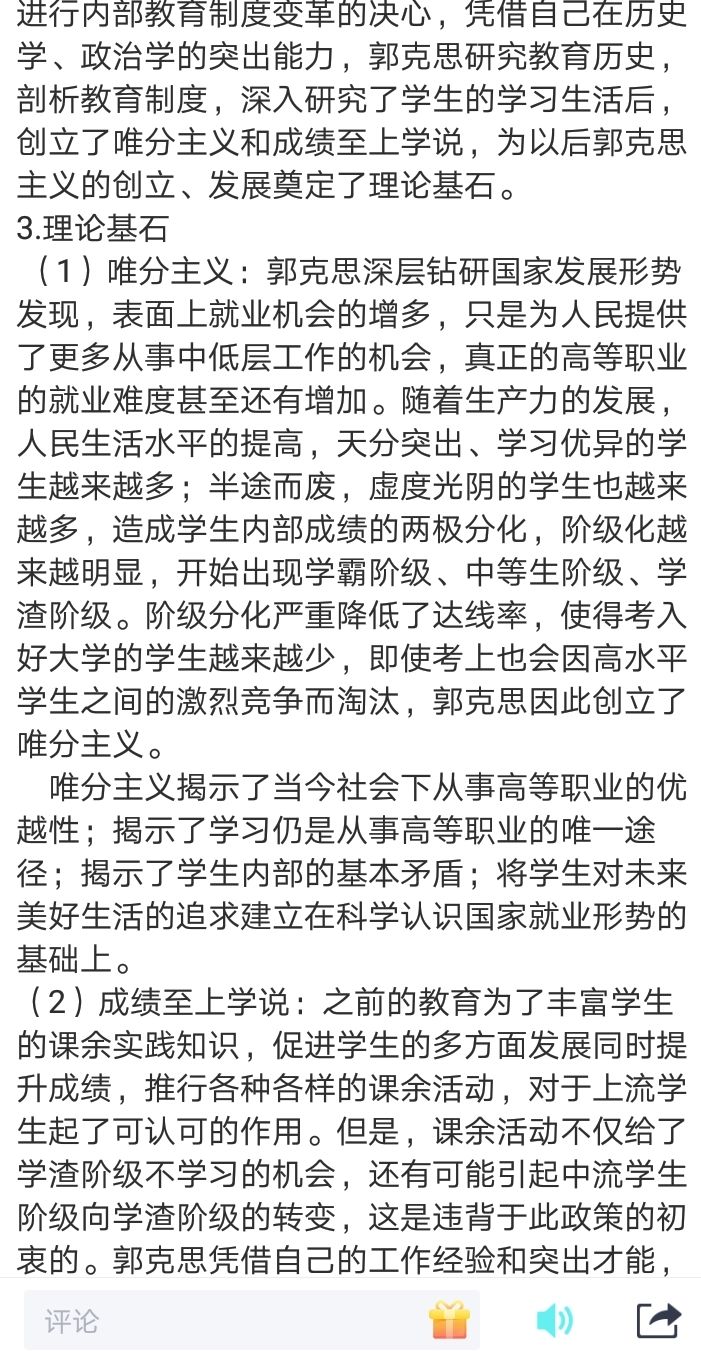 进行内部教育制度变革的决心，凭借自己在历史
学、政治学的突出能力，郭克思研究教育历史，
剖析教育制度，深入研究了学生的学习生活后，
创立了唯分主义和成绩至上学说，为以后郭克思
主义的创立、发展奠定了理论基石。
3.理论基石
（1）唯分主义：郭克思深层钻研国家发展形势
发现，表面上就业机会的增多，只是为人民提供
了更多从事中低层工作的机会，真正的高等职业
的就业难度甚至还有增加。随着生产力的发展，
人民生活水平的提高，天分突出、学习优异的学
生越来越多；半途而废，虚度光阴的学生也越来
越多，造成学生内部成绩的两极分化，阶级化越
来越明显，开始出现学霸阶级、中等生阶级、学
渣阶级。阶级分化严重降低了达线率，使得考入
好大学的学生越来越少，即使考上也会因高水平
学生之间的激烈竞争而淘汰，郭克思因此创立了
唯分主义。
唯分主义揭示了当今社会下从事高等职业的优
越性；揭示了学习仍是从事高等职业的唯一途
径；揭示了学生内部的基本矛盾；将学生对未来
美好生活的追求建立在科学认识国家就业形势的
基础上。
（2）成绩至上学说：之前的教育为了丰富学生
的课余实践知识，促进学生的多方面发展同时提
升成绩，推行各种各样的课余活动，对于上流学
生起了可认可的作用。但是，课余活动不仅给了
学渣阶级不学习的机会，还有可能引起中流学生
阶级向学渣阶级的转变，这是违背于此政策的初
衷的。郭克思凭借自己的工作经验和突出才能，
评论